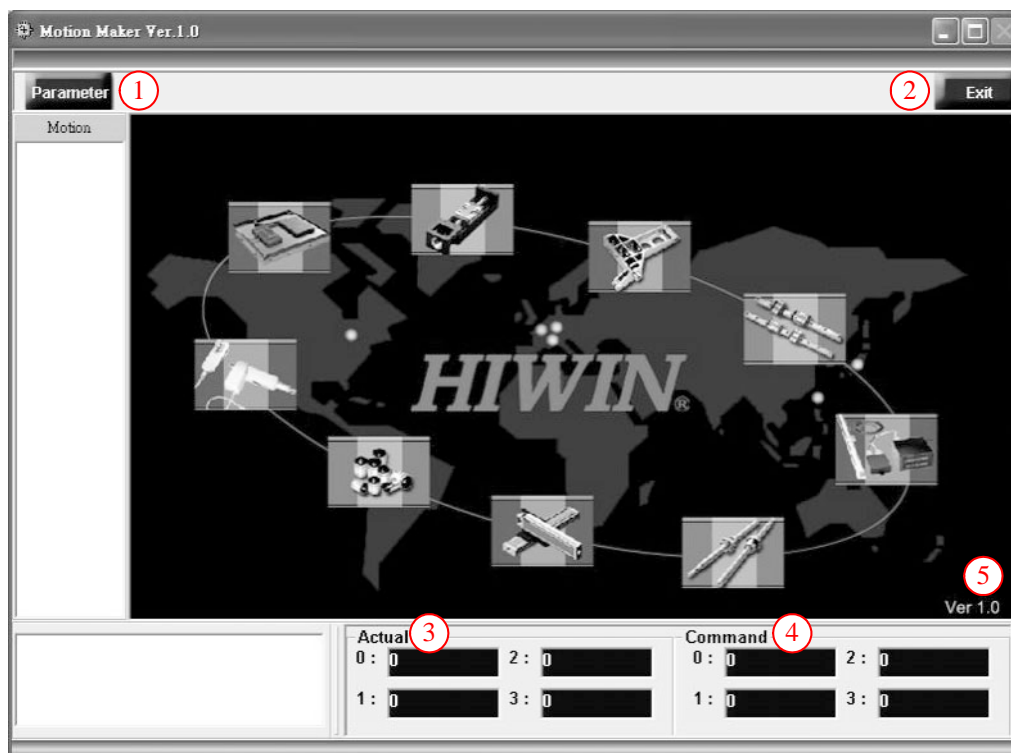 Motion Maker Ver.1.0
Parameter 1 2 Exit
Motion
HIWIN®
5
Ver 1.0
Actual 3 Command 4
0 : 0 2 : 0 0 : 0 2 : 0
1 : 0 3 : 0 1 : 0 3 : 0